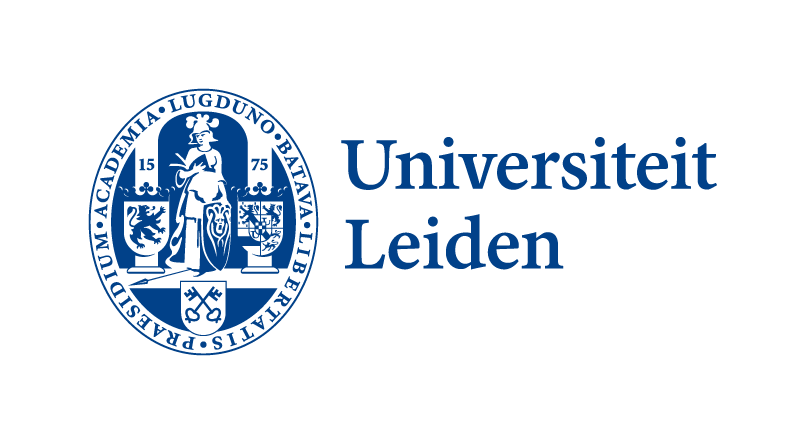 ACADEMIA • LUGDUNO • BATAVA • LIBERTATIS • PRAESIDIUM •
15 75
Universiteit
Leiden